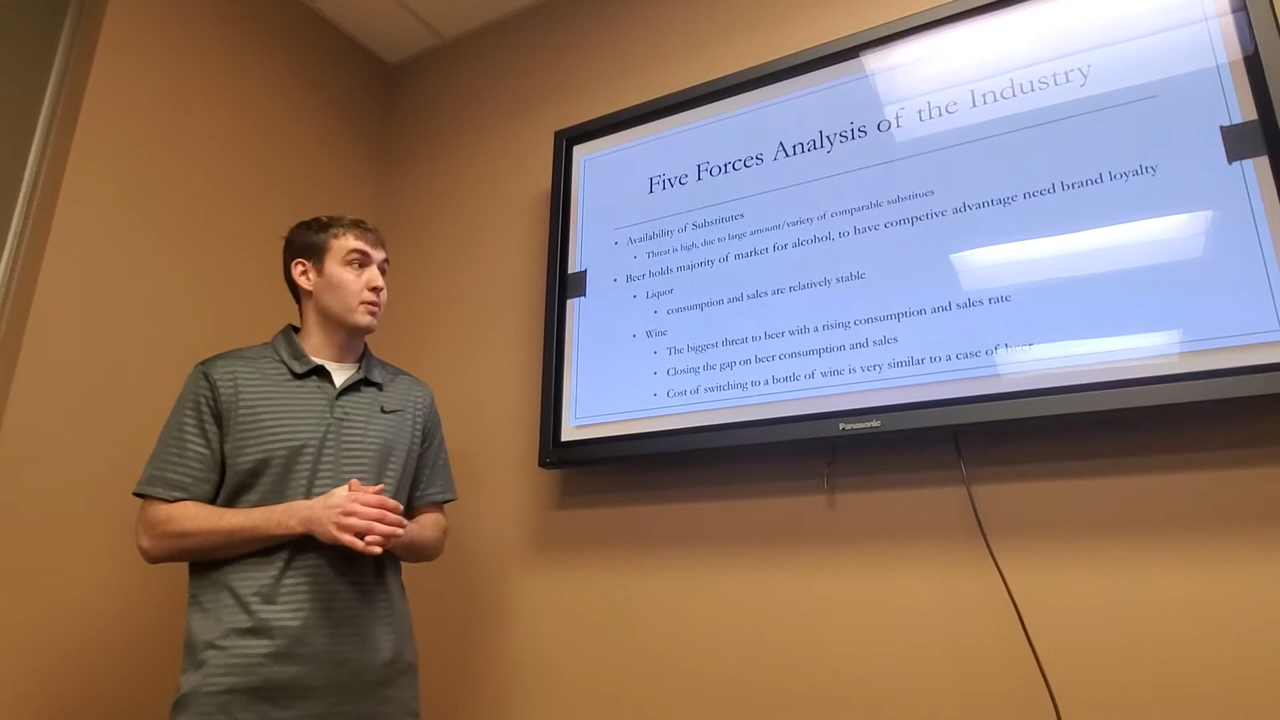 Five Forces Analysis of the Industry
• Availability of Substitutes
• Threat is high, due to large amount/variety of comparable substitues
• Beer holds majority of market for alcohol, to have competive advantage need brand loyalty
• Liquor
• consumption and sales are relatively stable
• Wine
• The biggest threat to beer with a rising consumption and sales rate
• Closing the gap on beer consumption and sales
• Cost of switching to a bottle of wine is very similar to a case of beer
Panasonic